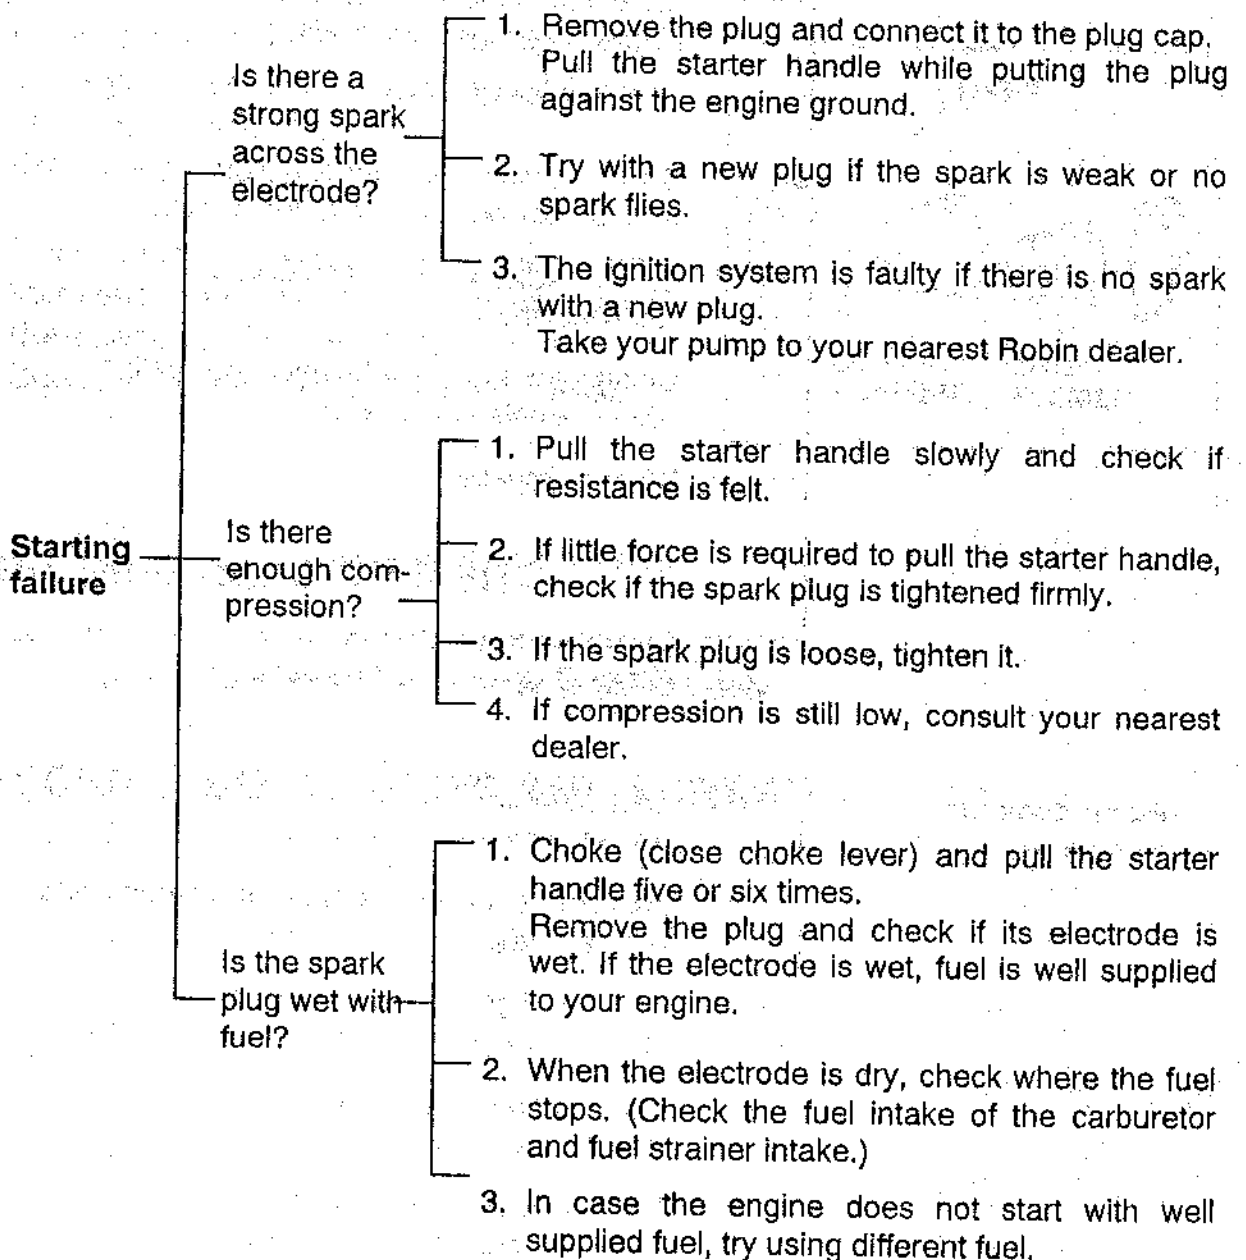 Starting
failure
Is there a
strong spark
across the
electrode?
1. Remove the plug and connect it to the plug cap.
Pull the starter handle while putting the plug
against the engine ground.
2. Try with a new plug if the spark is weak or no
spark flies.
3. The ignition system is faulty if there is no spark
with a new plug.
Take your pump to your nearest Robin dealer.
Is there
enough com-
pression?
1. Pull the starter handle slowly and check if
resistance is felt.
2. If little force is required to pull the starter handle,
check if the spark plug is tightened firmly.
3. If the spark plug is loose, tighten it.
4. If compression is still low, consult your nearest
dealer.
Is the spark
plug wet with
fuel?
1. Choke (close choke lever) and pull the starter
handle five or six times.
Remove the plug and check if its electrode is
wet. If the electrode is wet, fuel is well supplied
to your engine.
2. When the electrode is dry, check where the fuel
stops. (Check the fuel intake of the carburetor
and fuel strainer intake.)
3. In case the engine does not start with well
supplied fuel, try using different fuel.